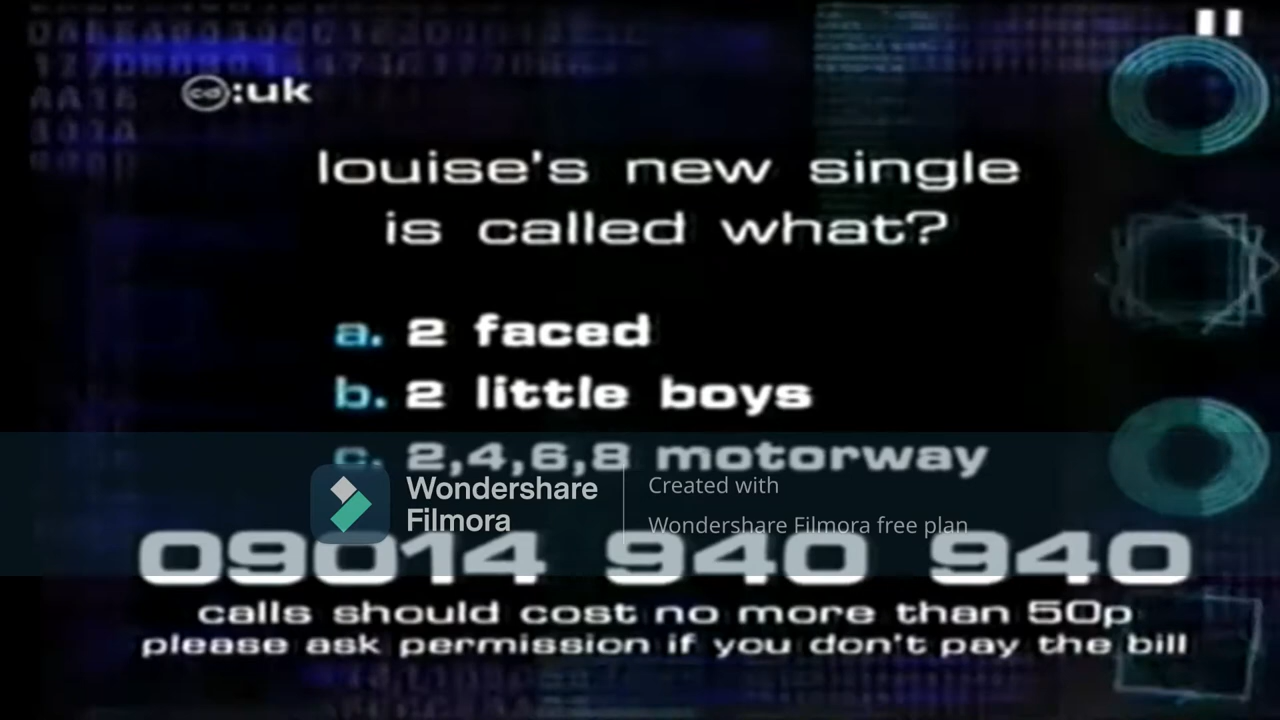 cd:uk
louise's new single
is called what?
a. 2 faced
b. 2 little boys
c. 2,4,6,8 motorway
Wondershare
Filmora
Created with
Wondershare Filmora free plan
09014 940 940
calls should cost no more than 50p
please ask permission if you don't pay the bill